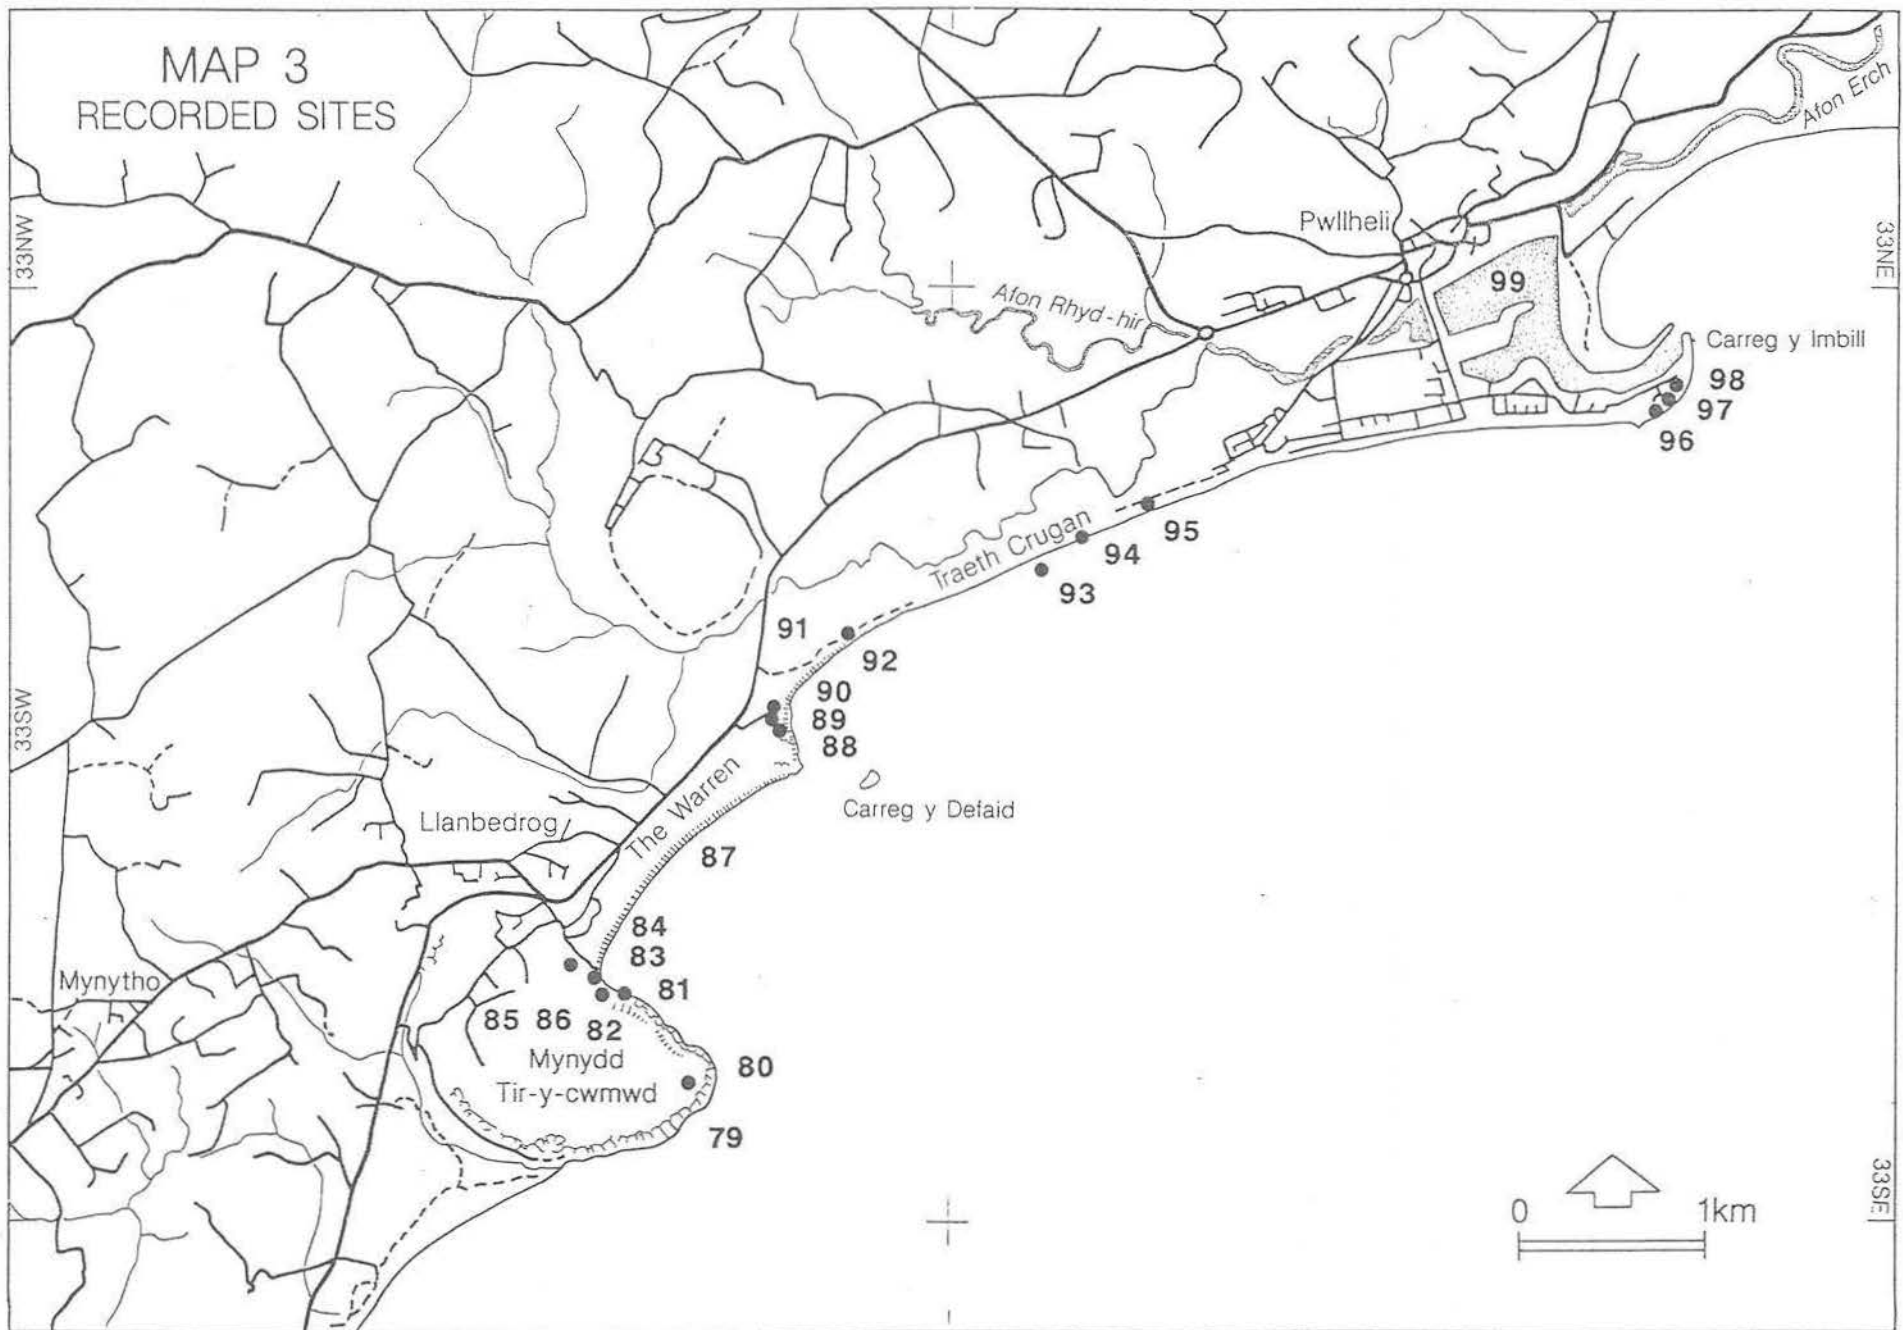 MAP 3
RECORDED SITES
Afon Erch
33NW
Pwllheli
33NE
99
Afon Rhyd-hir
Carreg y Imbill
98
97
96
Traeth Crugan
95
94
93
91
92
90
89
88
33SW
The Warren
Carreg y Defaid
Llanbedrog
87
84
83
Mynytho
81
85 86 82
Mynydd
Tir-y-cwmwd
80
79
33SE
0 1km